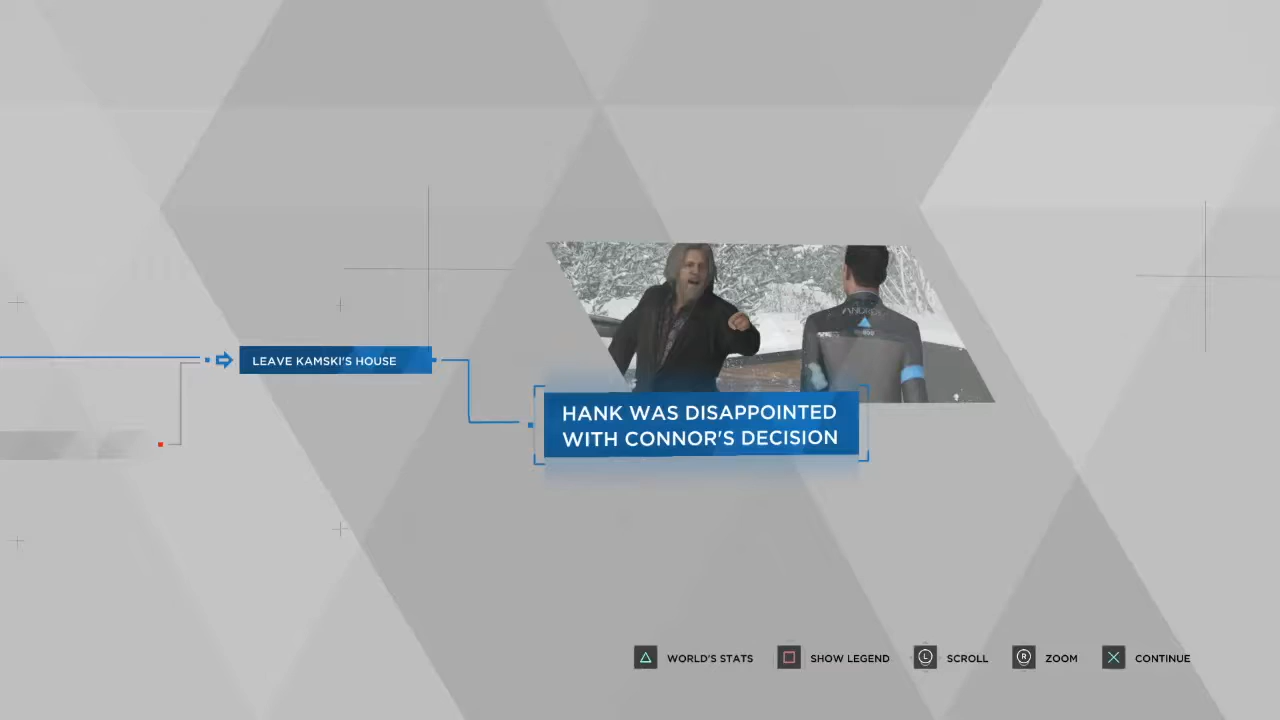 LEAVE KAMSKI'S HOUSE
HANK WAS DISAPPOINTED
WITH CONNOR'S DECISION
WORLD'S STATS
SHOW LEGEND
L
SCROLL
R
ZOOM
CONTINUE